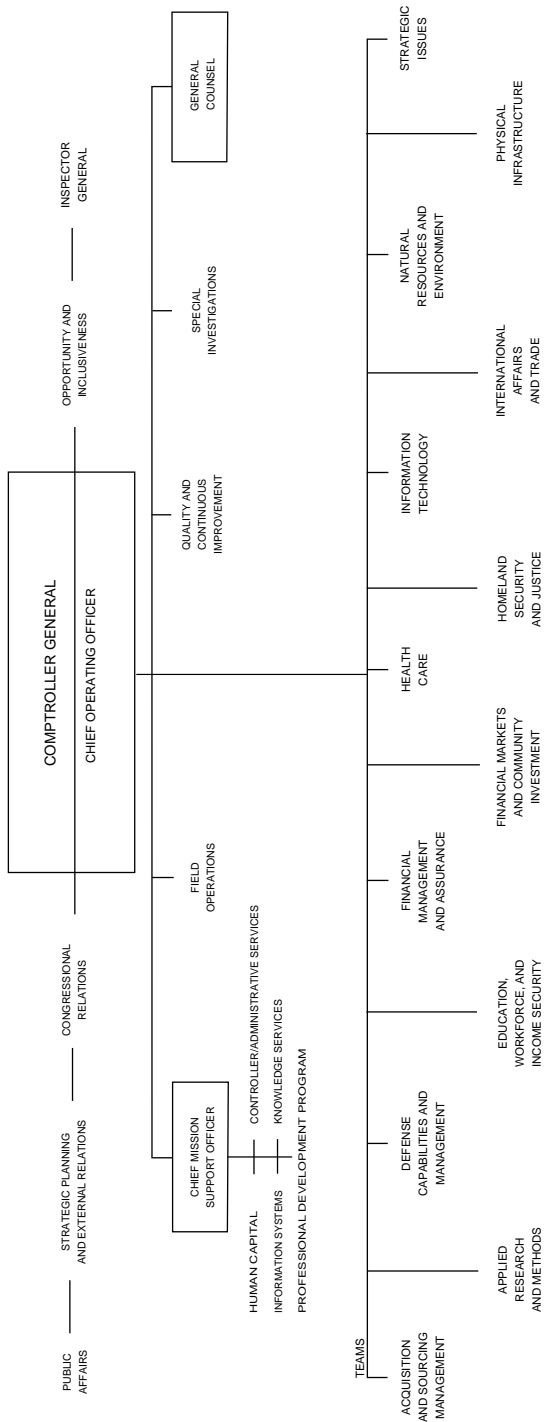 PUBLIC
AFFAIRS
STRATEGIC PLANNING
AND EXTERNAL RELATIONS
CONGRESSIONAL
RELATIONS
COMPTROLLER GENERAL
CHIEF OPERATING OFFICER
OPPORTUNITY AND
INCLUSIVENESS
INSPECTOR
GENERAL
CHIEF MISSION
SUPPORT OFFICER
HUMAN CAPITAL
CONTROLLER/ADMINISTRATIVE SERVICES
INFORMATION SYSTEMS
KNOWLEDGE SERVICES
PROFESSIONAL DEVELOPMENT PROGRAM
FIELD
OPERATIONS
QUALITY AND
CONTINUOUS
IMPROVEMENT
SPECIAL
INVESTIGATIONS
GENERAL
COUNSEL
TEAMS
ACQUISITION
AND SOURCING
MANAGEMENT
APPLIED
RESEARCH
AND METHODS
DEFENSE
CAPABILITIES AND
MANAGEMENT
EDUCATION,
WORKFORCE, AND
INCOME SECURITY
FINANCIAL
MANAGEMENT
AND ASSURANCE
FINANCIAL MARKETS
AND COMMUNITY
INVESTMENT
HEALTH
CARE
HOMELAND
SECURITY
AND JUSTICE
INFORMATION
TECHNOLOGY
INTERNATIONAL
AFFAIRS
AND TRADE
NATURAL
RESOURCES AND
ENVIRONMENT
PHYSICAL
INFRASTRUCTURE
STRATEGIC
ISSUES